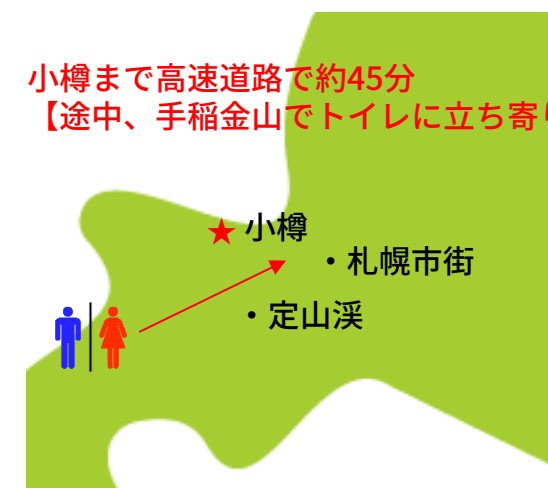 小樽まで高速道路で約45分
【途中、手稲金山でトイレに立ち寄り
小樽
・札幌市街
・定山渓